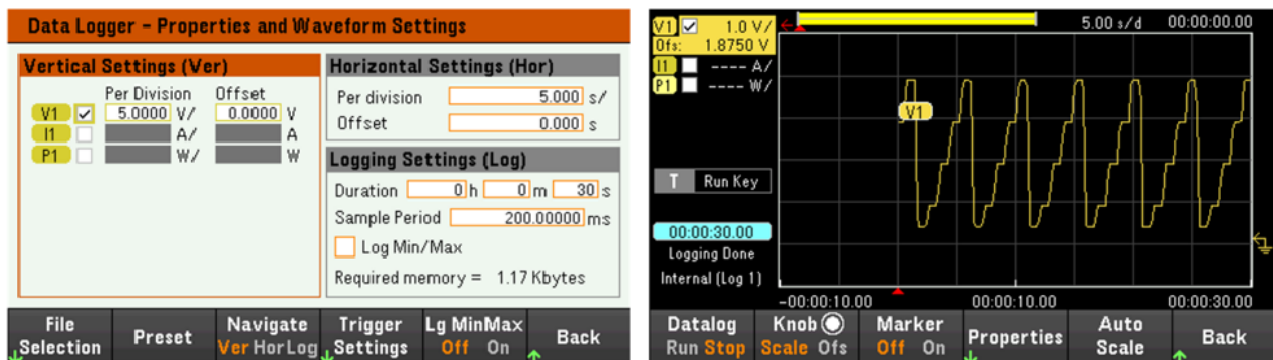 Data Logger - Properties and Waveform Settings
Vertical Settings (Ver)
Per Division Offset
V1 5.0000 V/ 0.0000 V
I1 A/ A
P1 W/ W
Horizontal Settings (Hor)
Per division 5.000 s/
Offset 0.000 s
Logging Settings (Log)
Duration 0 h 0 m 30 s
Sample Period 200.00000 ms
Log Min/Max
Required memory = 1.17 Kbytes
File Selection
Preset
Navigate
Ver Hor Log
Trigger Settings
Lg MinMax
Off On
Back
V1 1.0 V/
Ofs: 1.8750 V
I1 ---- A/
P1 ---- W/
5.00 s/d 00:00:00.00
V1
T Run Key
00:00:30.00
Logging Done
Internal (Log 1)
-00:00:10.00 00:00:10.00 00:00:30.00
Datalog
Run Stop
Knob
Scale Ofs
Marker
Off On
Properties
Auto Scale
Back